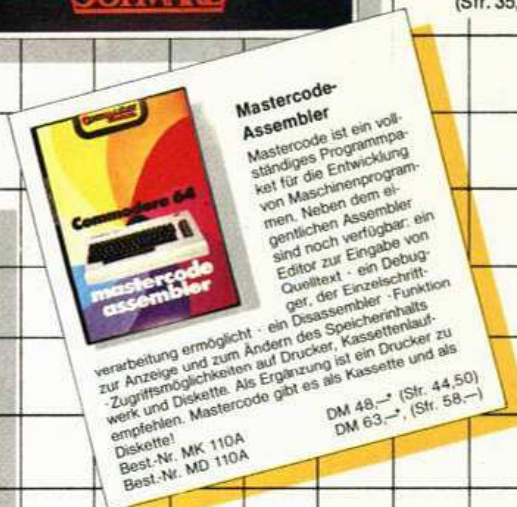 SOFTWARE
(Sfr. 35,
Commodore 64
mastercode
assembler
Mastercode-
Assembler
Mastercode ist ein voll-
ständiges Programmpa-
ket für die Entwicklung
von Maschinenprogram-
men. Neben dem ei-
gentlichen Assembler
sind noch verfügbar: ein
Editor zur Eingabe von
Quelltext · ein Debug-
ger, der Einzelschritt-
verarbeitung ermöglicht · ein Disassembler · Funktion
zur Anzeige und zum Ändern des Speicherinhalts
· Zugriffsmöglichkeiten auf Drucker, Kassettenlauf-
werk und Diskette. Als Ergänzung ist ein Drucker zu
empfehlen. Mastercode gibt es als Kassette und als
Diskette!
Best.-Nr. MK 110A DM 48,—* (Sfr. 44,50)
Best.-Nr. MD 110A DM 63,—*, (Sfr. 58,—)